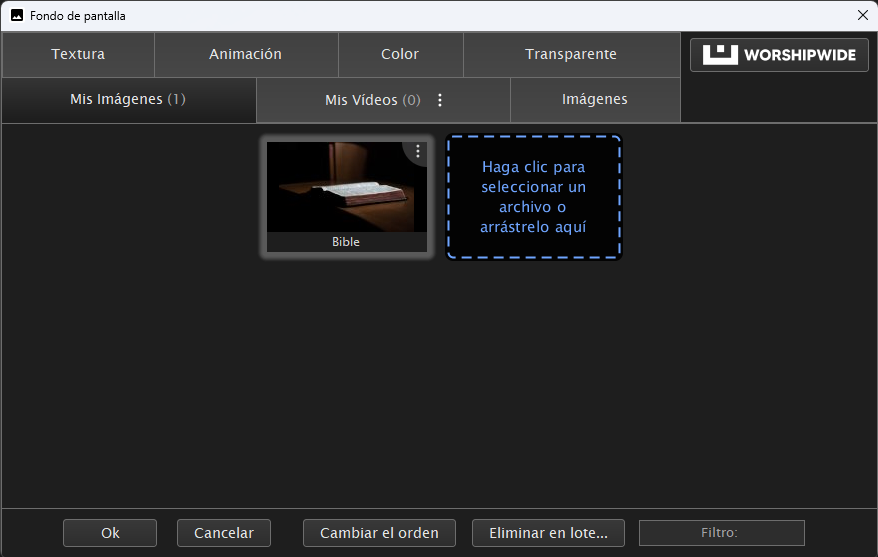 Fondo de pantalla
Textura
Animación
Color
Transparente
WORSHIPWIDE
Mis Imágenes (1)
Mis Vídeos (0)
Imágenes
Bible
Haga clic para
seleccionar un
archivo o
arrástrelo aquí
Ok
Cancelar
Cambiar el orden
Eliminar en lote...
Filtro: